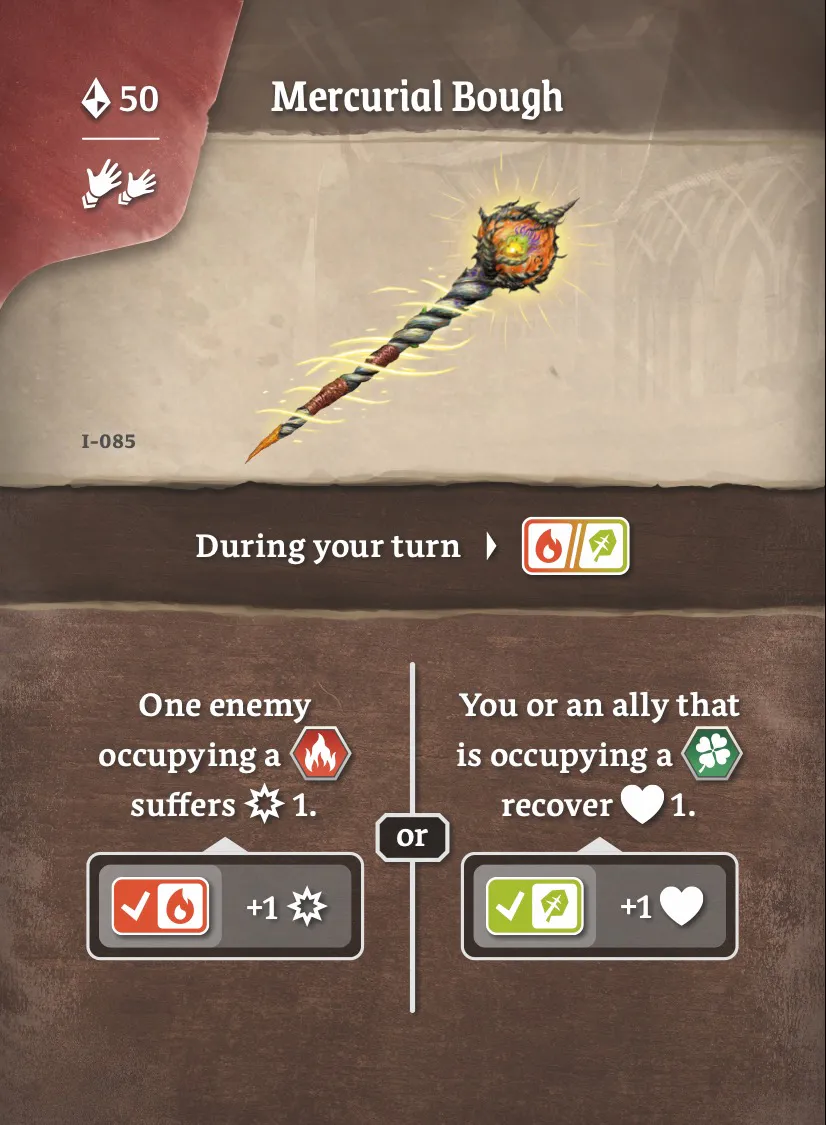 50
Mercurial Bough
I-085
During your turn
One enemy
occupying a
suffers 1.
+1
or
You or an ally that
is occupying a
recover 1.
+1